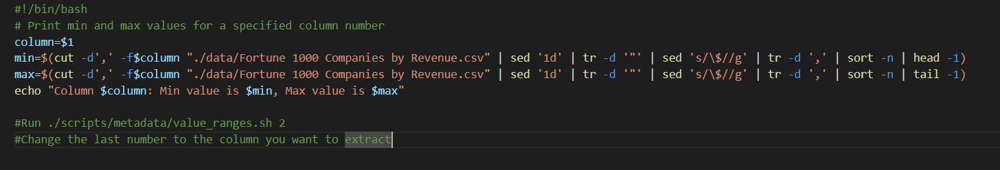 #!/bin/bash
# Print min and max values for a specified column number
column=$1
min=$(cut -d',' -f$column "./data/Fortune 1000 Companies by Revenue.csv" | sed '1d' | tr -d '"' | sed 's/\$//g' | tr -d ',' | sort -n | head -1)
max=$(cut -d',' -f$column "./data/Fortune 1000 Companies by Revenue.csv" | sed '1d' | tr -d '"' | sed 's/\$//g' | tr -d ',' | sort -n | tail -1)
echo "Column $column: Min value is $min, Max value is $max"
#Run ./scripts/metadata/value_ranges.sh 2
#Change the last number to the column you want to extract